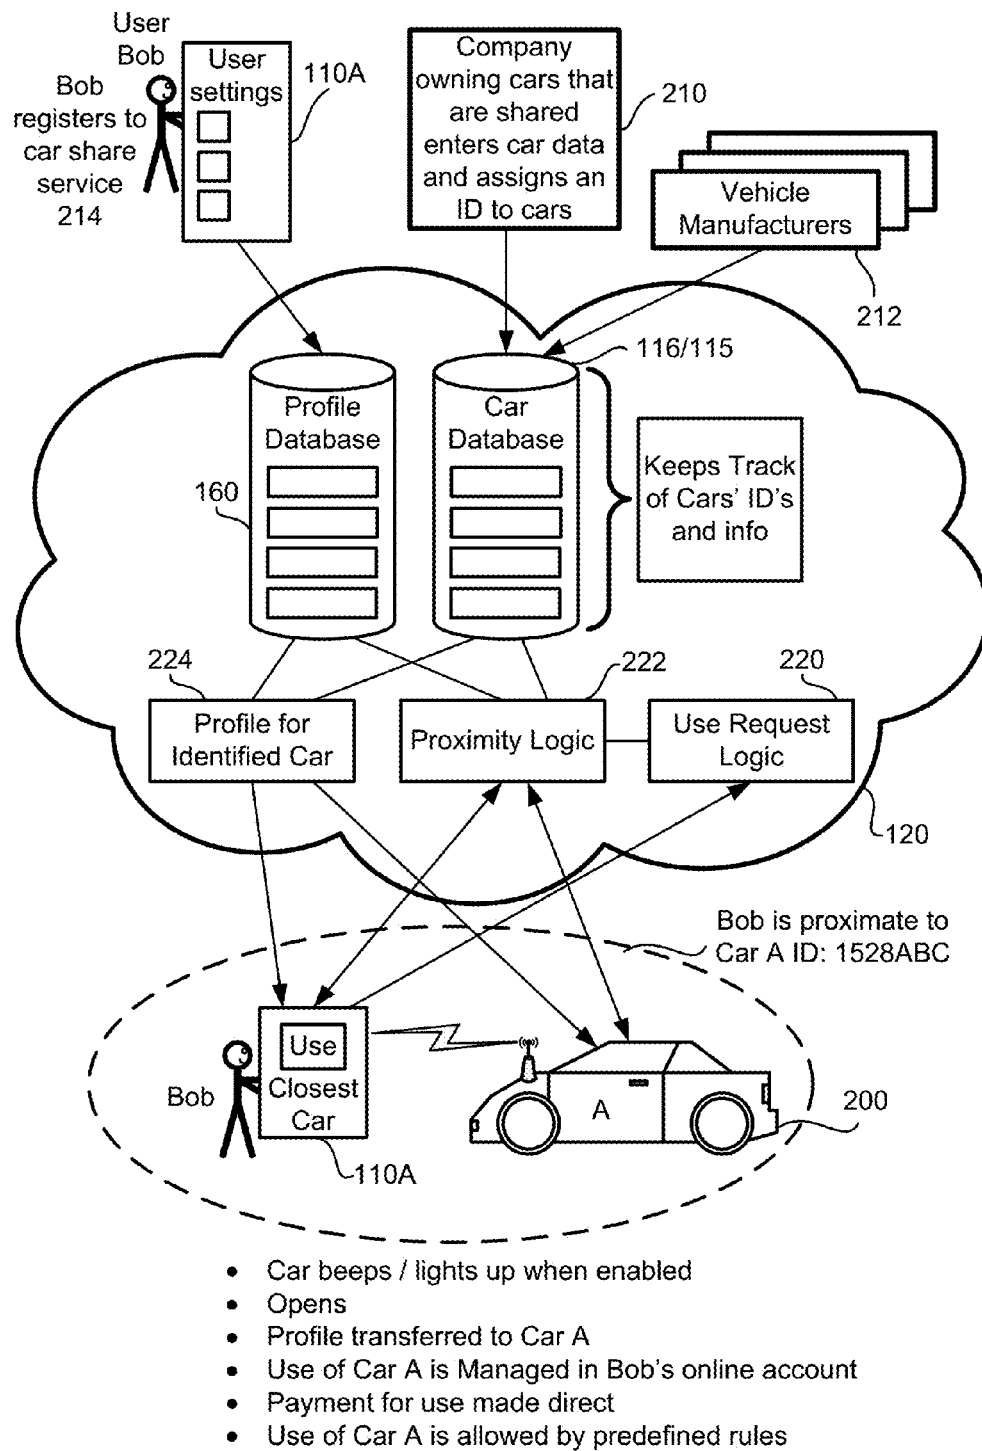 User
Bob
Bob
registers to
car share
service
214
User
settings
110A
Company
owning cars that
are shared
enters car data
and assigns an
ID to cars
210
Vehicle
Manufacturers
212
116/115
Profile
Database
Car
Database
160
Keeps Track
of Cars' ID's
and info
224
222
220
Profile for
Identified Car
Proximity Logic
Use Request
Logic
120
Bob is proximate to
Car A ID: 1528ABC
Use
Closest
Car
Bob
110A
A
200
• Car beeps / lights up when enabled
• Opens
• Profile transferred to Car A
• Use of Car A is Managed in Bob's online account
• Payment for use made direct
• Use of Car A is allowed by predefined rules